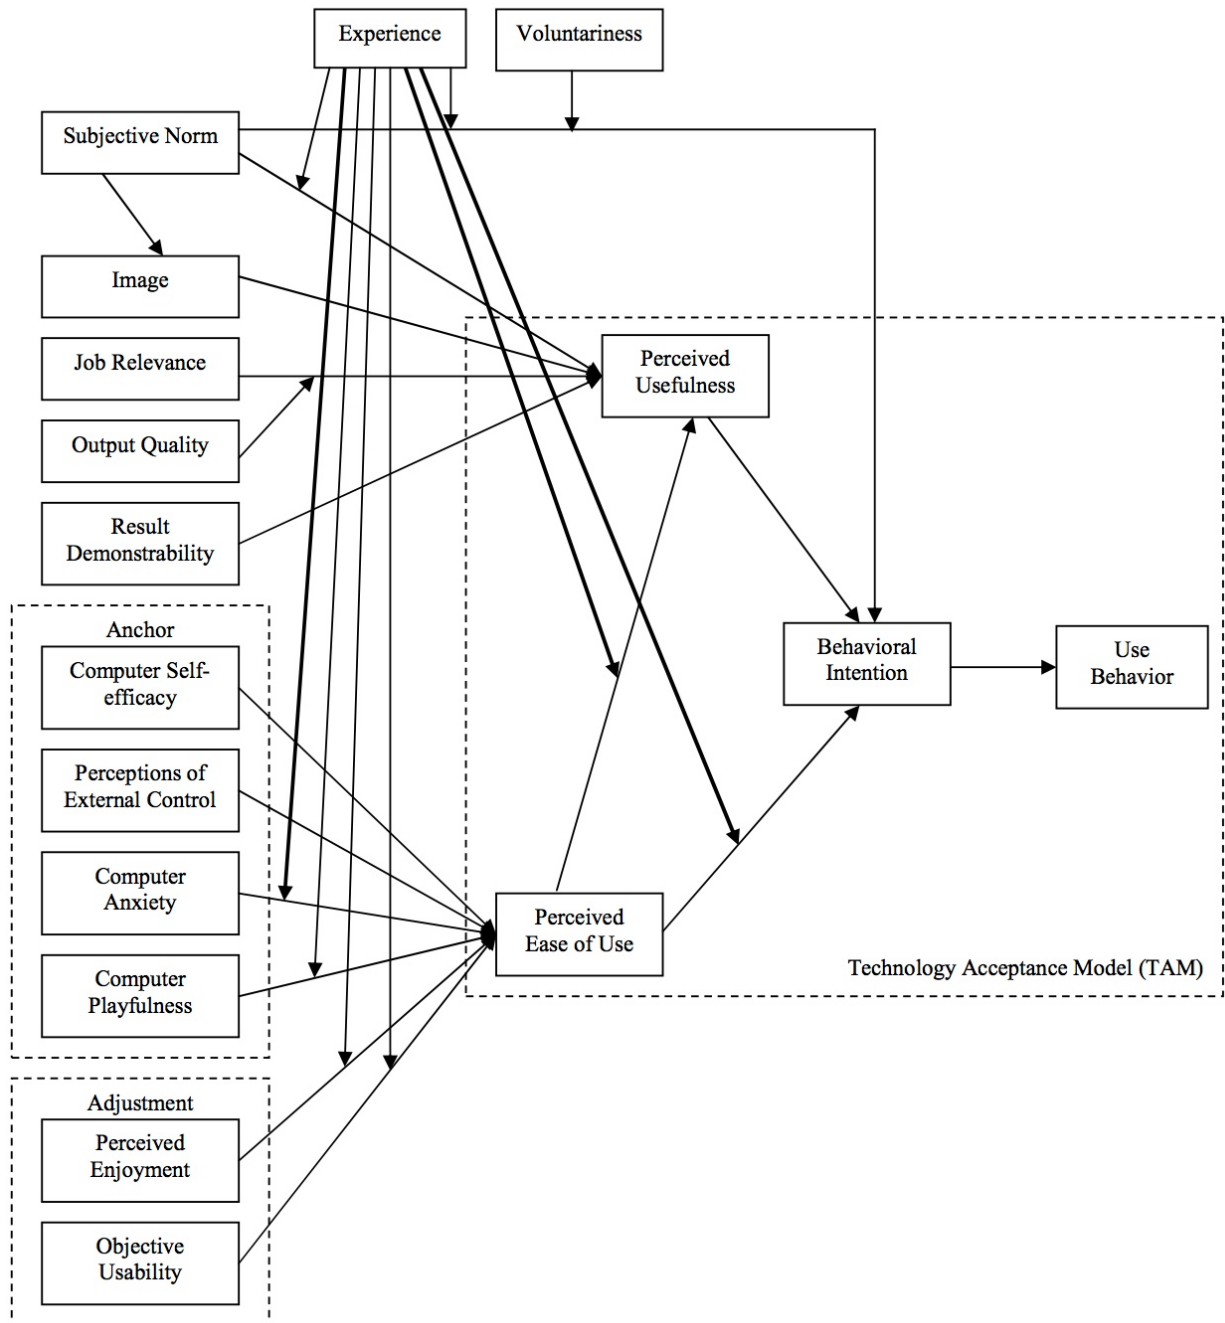 Experience
Voluntariness
Subjective Norm
Image
Job Relevance
Output Quality
Result
Demonstrability
Perceived
Usefulness
Anchor
Computer Self-
efficacy
Perceptions of
External Control
Computer
Anxiety
Computer
Playfulness
Behavioral
Intention
Use
Behavior
Perceived
Ease of Use
Technology Acceptance Model (TAM)
Adjustment
Perceived
Enjoyment
Objective
Usability